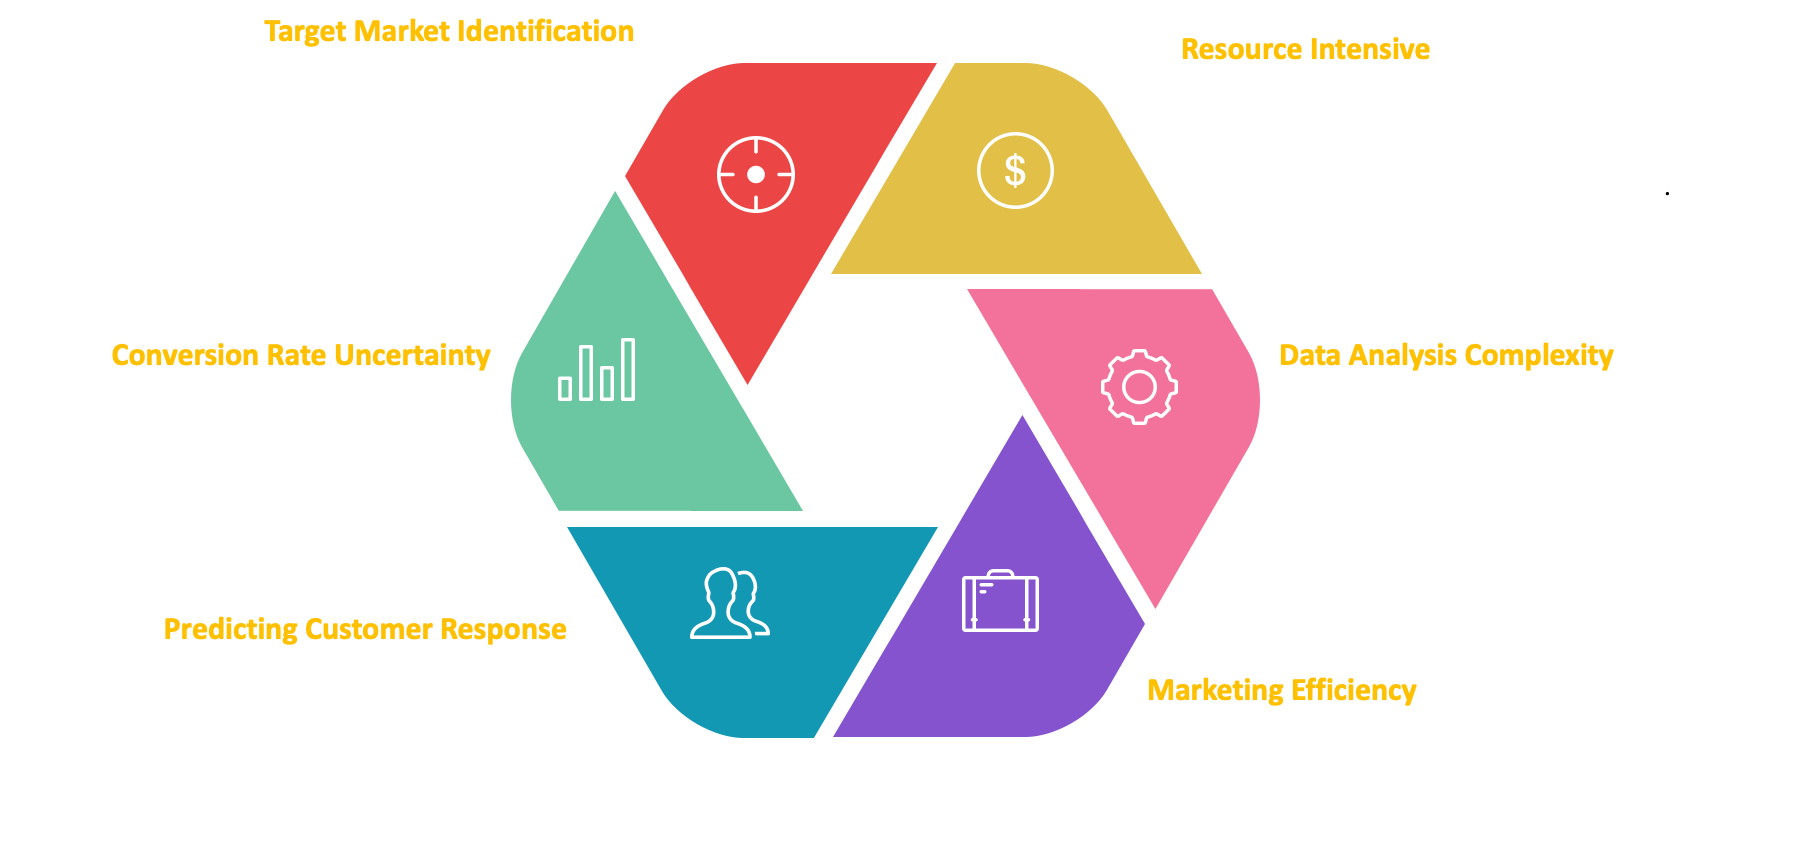 Target Market Identification
Resource Intensive
$
.
Conversion Rate Uncertainty
Data Analysis Complexity
Predicting Customer Response
Marketing Efficiency